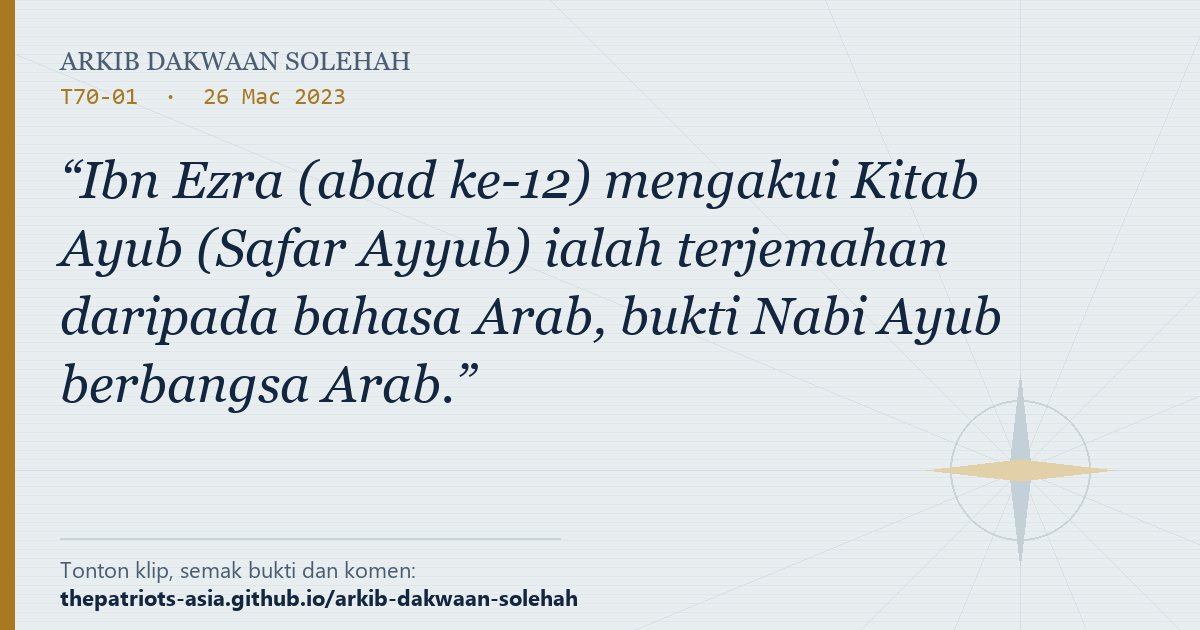 ARKIB DAKWAAN SOLEHAH
T70-01 · 26 Mac 2023
“Ibn Ezra (abad ke-12) mengakui Kitab
Ayub (Safar Ayyub) ialah terjemahan
daripada bahasa Arab, bukti Nabi Ayub
berbangsa Arab.”
Tonton klip, semak bukti dan komen:
thepatriots-asia.github.io/arkib-dakwaan-solehah